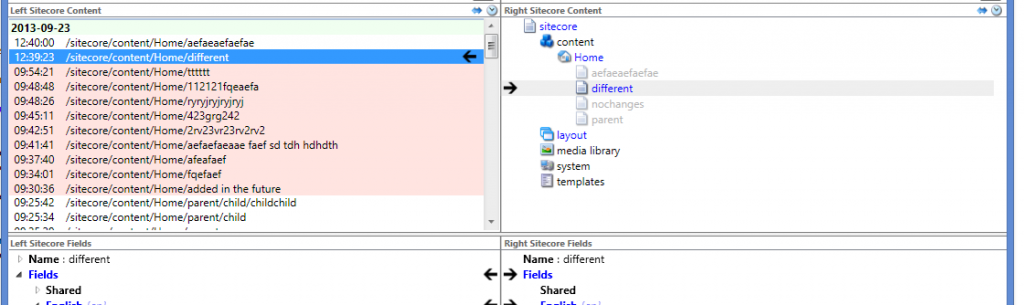 Left Sitecore Content
2013-09-23
12:40:00 /sitecore/content/Home/aefaeaefaefae
12:39:23 /sitecore/content/Home/different
09:54:21 /sitecore/content/Home/tttttt
09:48:48 /sitecore/content/Home/112121fqeaefa
09:48:26 /sitecore/content/Home/ryryjryjryjryj
09:45:11 /sitecore/content/Home/423grg242
09:42:51 /sitecore/content/Home/2rv23vr23rv2rv2
09:41:41 /sitecore/content/Home/aefaefaeaae faef sd tdh hdhdth
09:37:40 /sitecore/content/Home/afeafaef
09:34:01 /sitecore/content/Home/fqefaef
09:30:36 /sitecore/content/Home/added in the future
09:25:42 /sitecore/content/Home/parent/child/childchild
09:25:34 /sitecore/content/Home/parent/child
Right Sitecore Content
sitecore
content
Home
aefaeaefaefae
different
nochanges
parent
layout
media library
system
templates
Left Sitecore Fields
Name : different
Fields
Shared
English
Right Sitecore Fields
Name : different
Fields
Shared
English